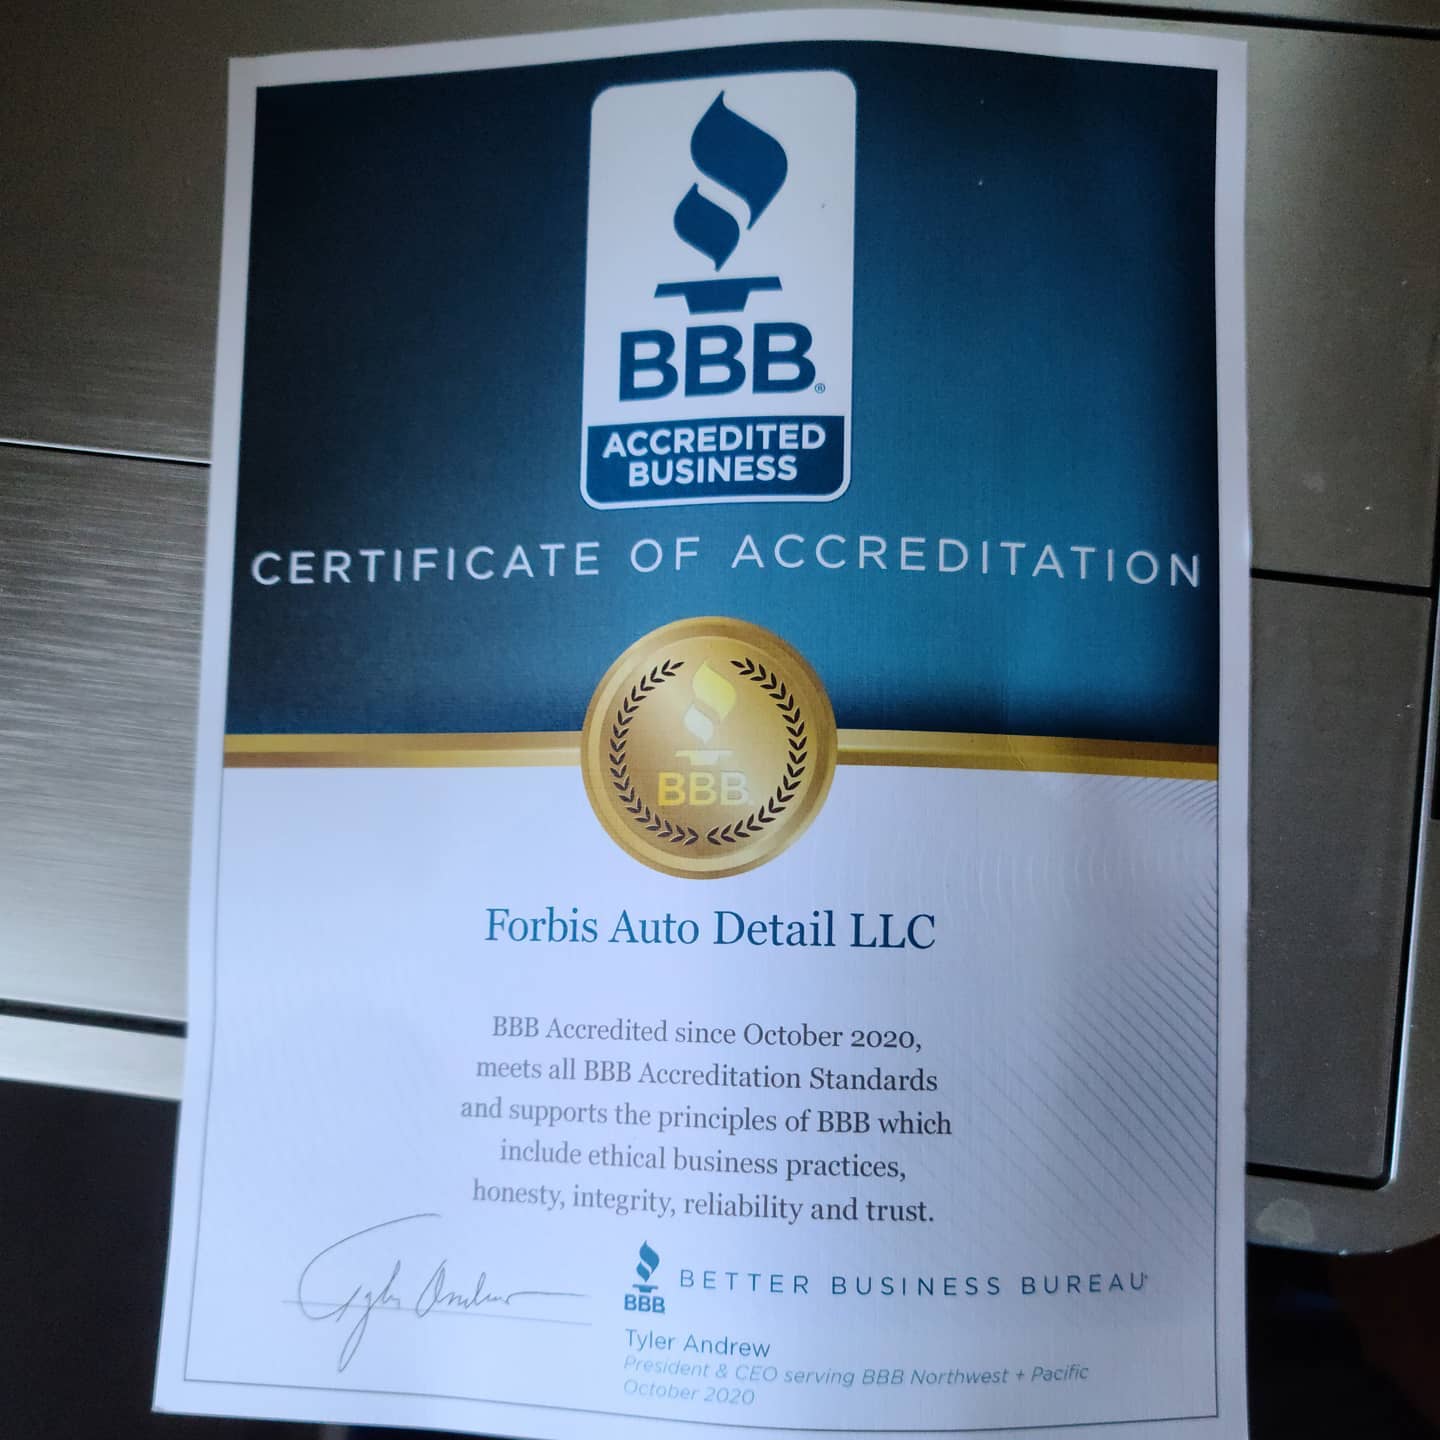 BBB®
ACCREDITED
BUSINESS
CERTIFICATE OF ACCREDITATION
BBB
Forbis Auto Detail LLC
BBB Accredited since October 2020,
meets all BBB Accreditation Standards
and supports the principles of BBB which
include ethical business practices,
honesty, integrity, reliability and trust.
Tyler Andrew
BBB
BETTER BUSINESS BUREAU
Tyler Andrew
President & CEO serving BBB Northwest + Pacific
October 2020